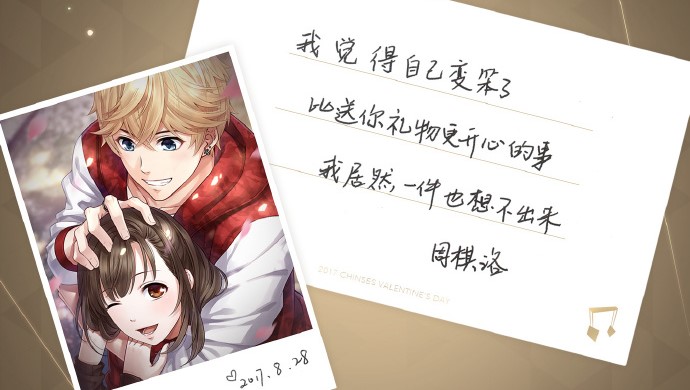 我觉得自己变笨了
比送你礼物更开心的事
我居然,一件也想不出来
周棋洛
2017 CHINSES VALENTINE'S DAY
♡2017.8.28